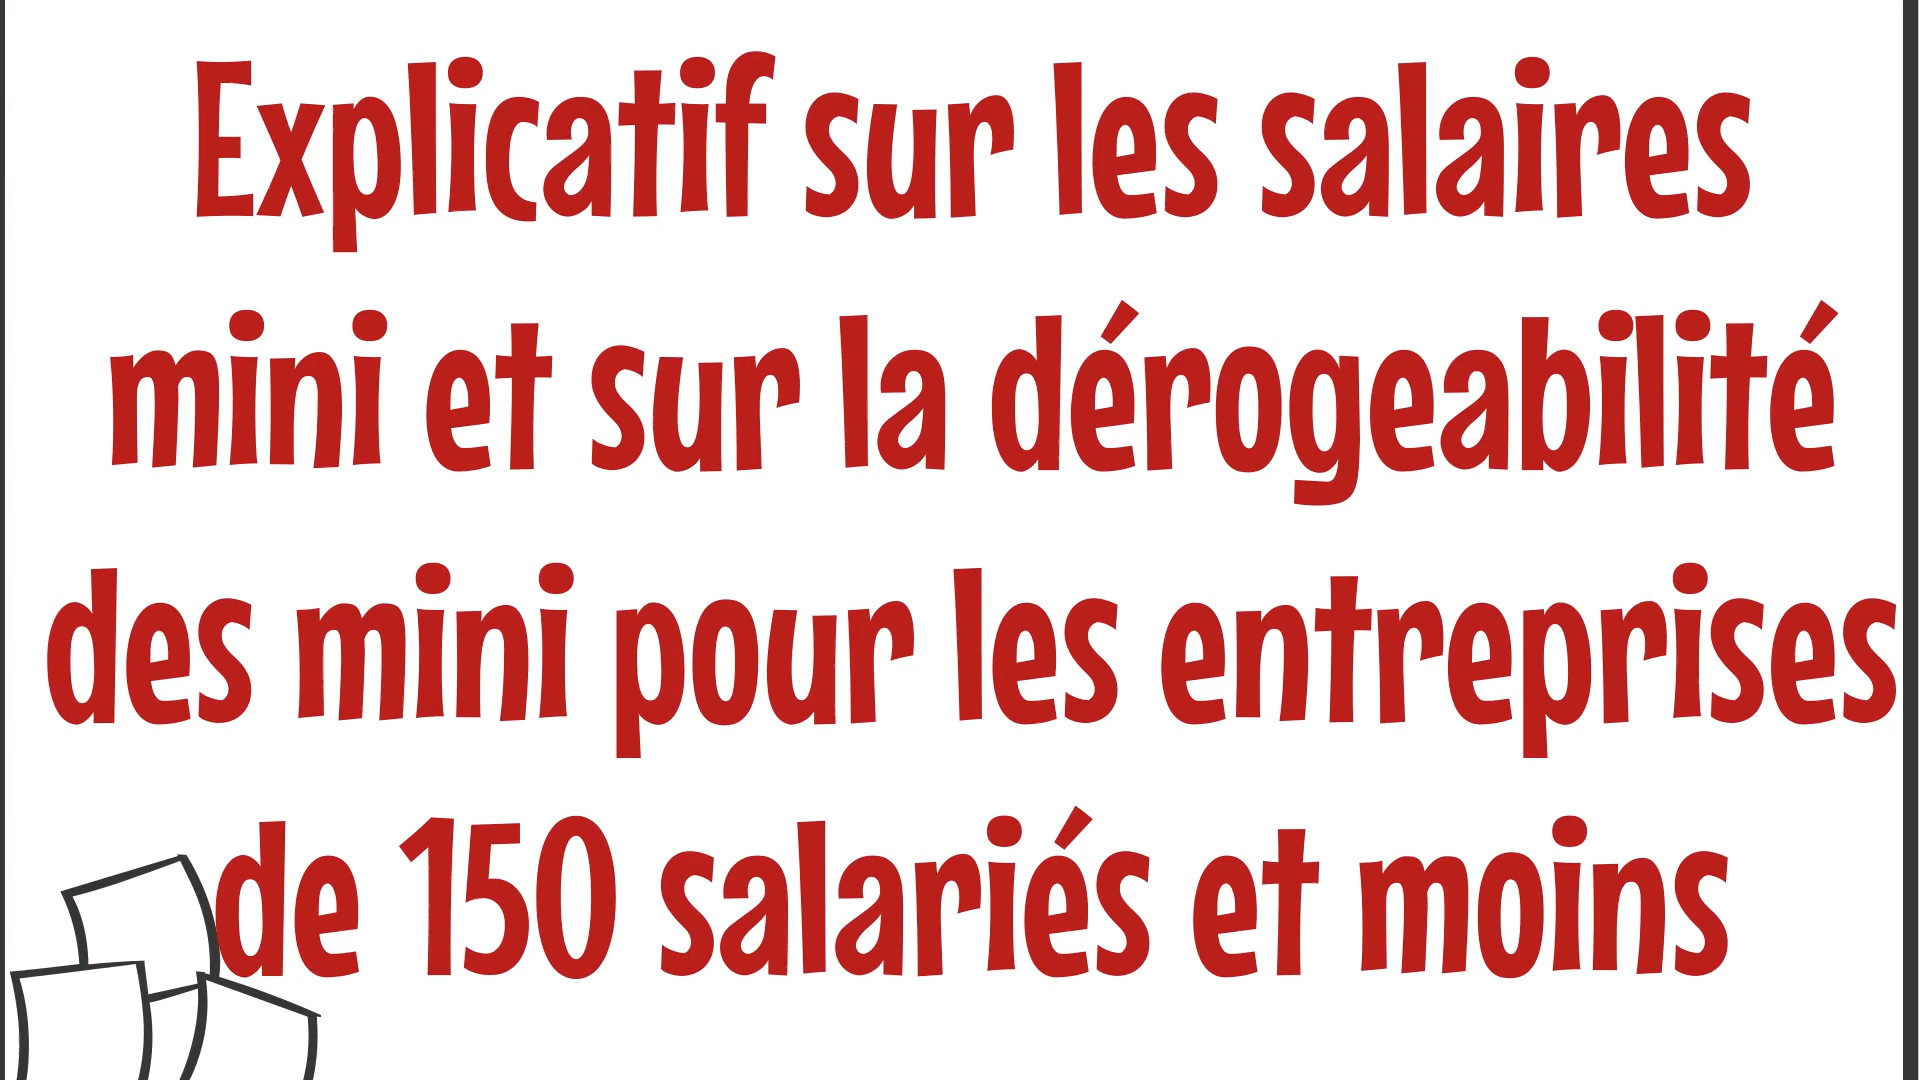 Explicatif sur les salaires
mini et sur la dérogeabilité
des mini pour les entreprises
de 150 salariés et moins